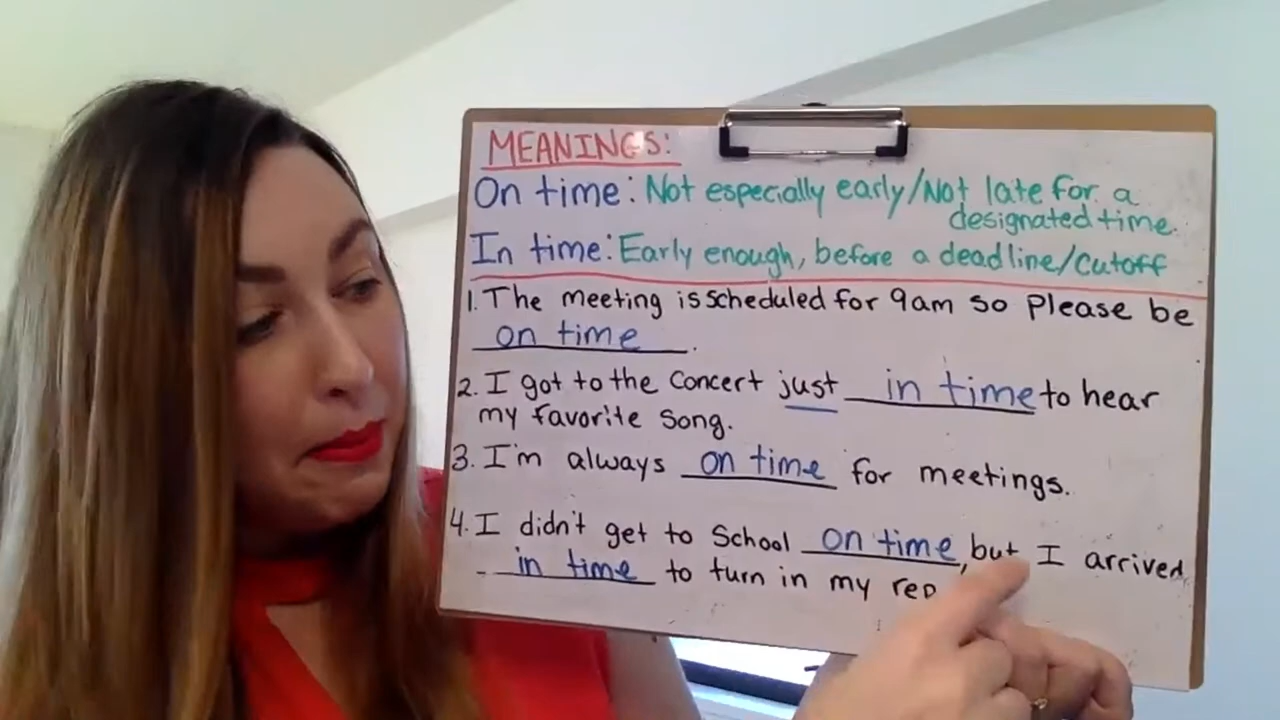 MEANINGS:
On time: Not especially early/Not late for a
designated time.
In time: Early enough, before a deadline/Cutoff
1. The meeting is scheduled for 9am so Please be
on time.
2. I got to the Concert just in time to hear
my favorite Song.
3. I'm always on time for meetings.
4. I didn't get to School on time, but I arrived
in time to turn in my